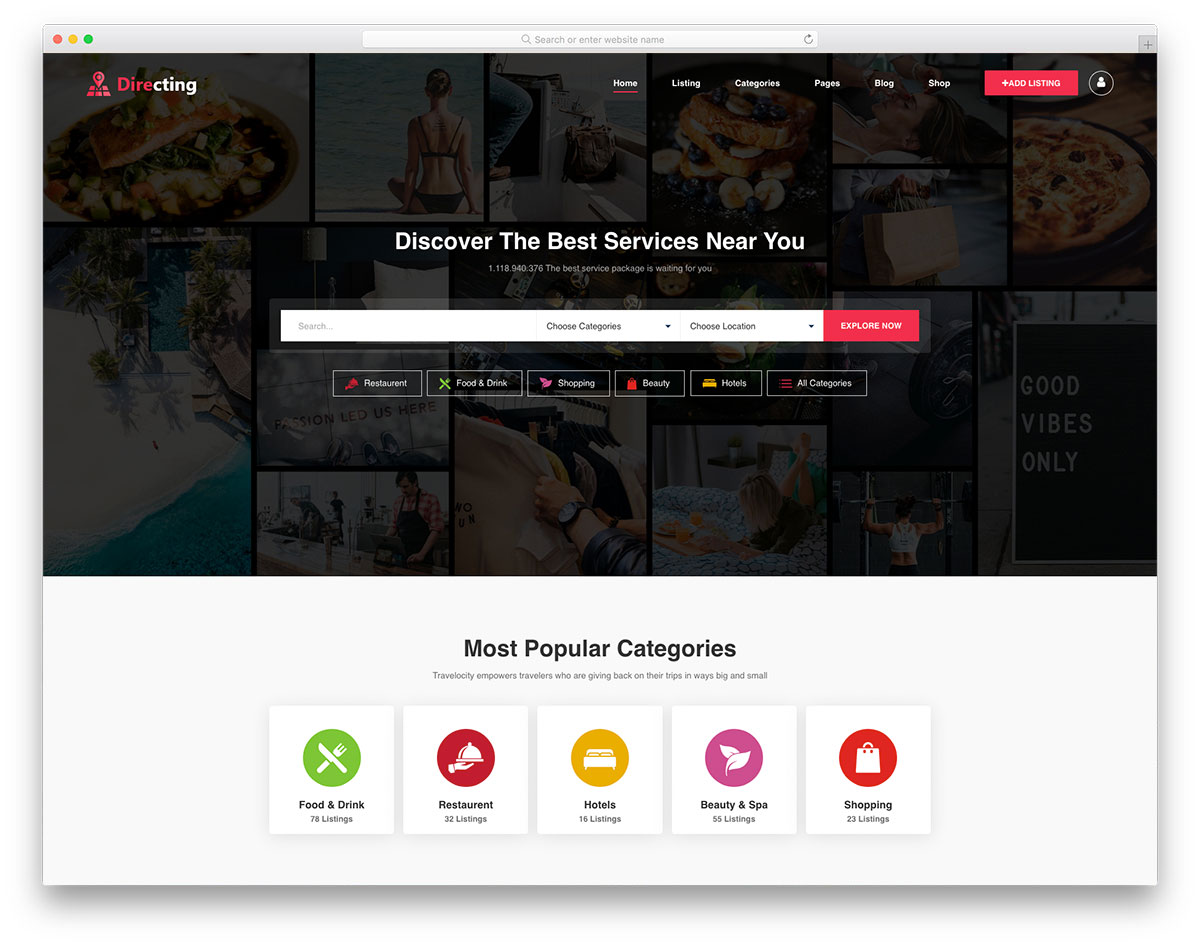 Search or enter website name
Directing
Home Listing Categories Pages Blog Shop +ADD LISTING
Discover The Best Services Near You
1.118.940.376 The best service package is waiting for you
Search... Choose Categories Choose Location EXPLORE NOW
Restaurent Food & Drink Shopping Beauty Hotels All Categories
PASSION LED US HERE
GOOD
VIBES
ONLY
Most Popular Categories
Travelocity empowers travelers who are giving back on their trips in ways big and small
Food & Drink Restaurent Hotels Beauty & Spa Shopping
78 Listings 32 Listings 16 Listings 55 Listings 23 Listings